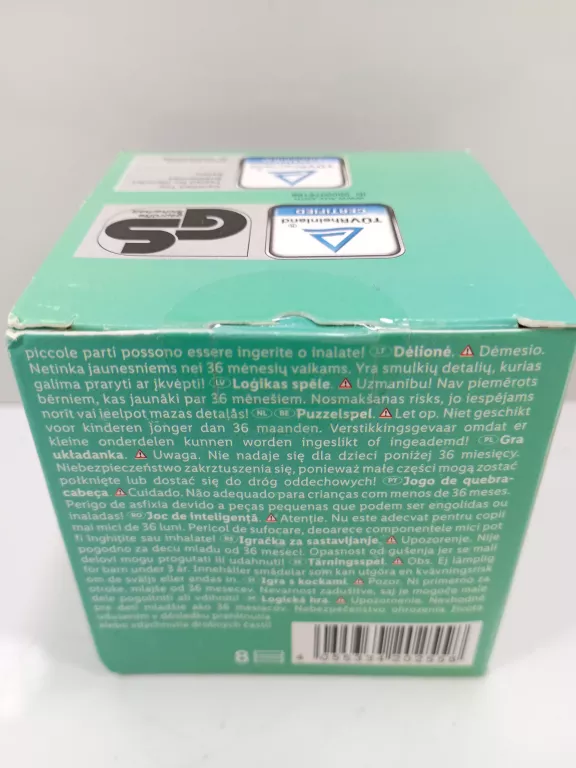 TÜVRheinland
CERTIFIED
GS
piccole parti possono essere ingerite o inalate! LT Dėlionė. ⚠ Dėmesio.
Netinka jaunesniems nei 36 mėnesių vaikams. Yra smulkių detalių, kurias
galima praryti ar įkvėpti! LV Loģikas spēle. ⚠ Uzmanību! Nav piemērots
bērniem, kas jaunāki par 36 mēnešiem. Nosmakšanas risks, jo iespējams
norīt vai ieelpot mazas detaļas! NL BE Puzzelspel. ⚠ Let op. Niet geschikt
voor kinderen jonger dan 36 maanden. Verstikkingsgevaar omdat er
kleine onderdelen kunnen worden ingeslikt of ingeademd! PL Gra
układanka. ⚠ Uwaga. Nie nadaje się dla dzieci poniżej 36 miesięcy.
Niebezpieczeństwo zakrztuszenia się, ponieważ małe części mogą zostać
połknięte lub dostać się do dróg oddechowych! PT Jogo de quebra-
cabeça. ⚠ Cuidado. Não adequado para crianças com menos de 36 meses.
Perigo de asfixia devido a peças pequenas que podem ser engolidas ou
inaladas! RO Joc de inteligență. ⚠ Atenție. Nu este adecvat pentru copii
mai mici de 36 luni. Pericol de sufocare, deoarece componentele mici pot
fi înghițite sau inhalate! RS Igračka za sastavljanje. ⚠ Upozorenje. Nije
pogodno za decu mlađu od 36 meseci. Opasnost od gušenja jer se mali
delovi mogu progutati ili udahnuti! SE Tärningsspel. ⚠ Obs. Ej lämplig
för barn under 3 år. Innehåller smådelar som kan utgöra en kvävningsrisk
om de sväljs eller andas in. SI Igra s kockami. ⚠ Pozor. Ni primerno za
otroke, mlajše od 36 mesecev. Nevarnost zadušitve, saj je mogoče male
dele pogoltniti ali vdihniti! SK Logická hra. ⚠ Upozornenie. Nevhodné
pre deti mladšie ako 36 mesiacov. Nebezpečenstvo ohrozenia života
udusením v dôsledku prehltnutia
alebo vdýchnutia drobných častí!
8
4 055334 202558